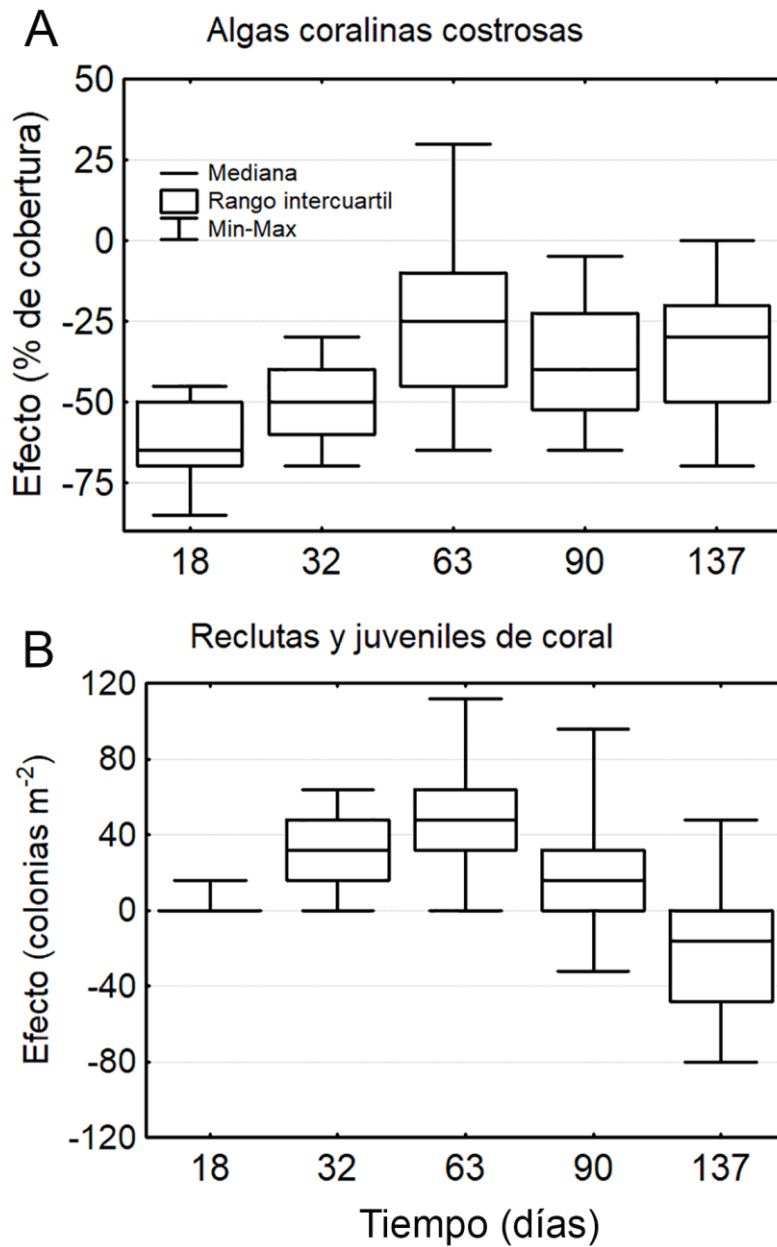 A
Algas coralinas costrosas
Efecto (% de cobertura)
50
25
0
-25
-50
-75
Mediana
Rango intercuartil
Min-Max
18 32 63 90 137
B
Reclutas y juveniles de coral
Efecto (colonias m⁻²)
120
80
40
0
-40
-80
-120
18 32 63 90 137
Tiempo (días)